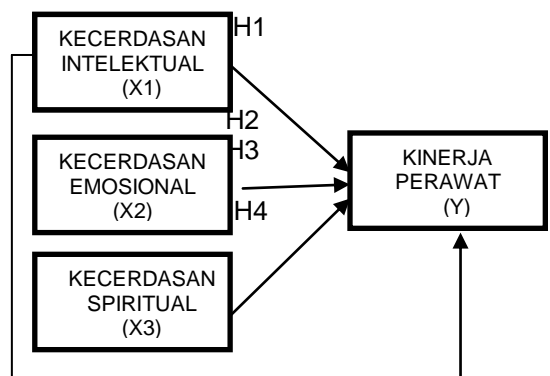 KECERDASAN
INTELEKTUAL
(X1)
H1
H2
KECERDASAN
EMOSIONAL
(X2)
H3
H4
KECERDASAN
SPIRITUAL
(X3)
KINERJA
PERAWAT
(Y)